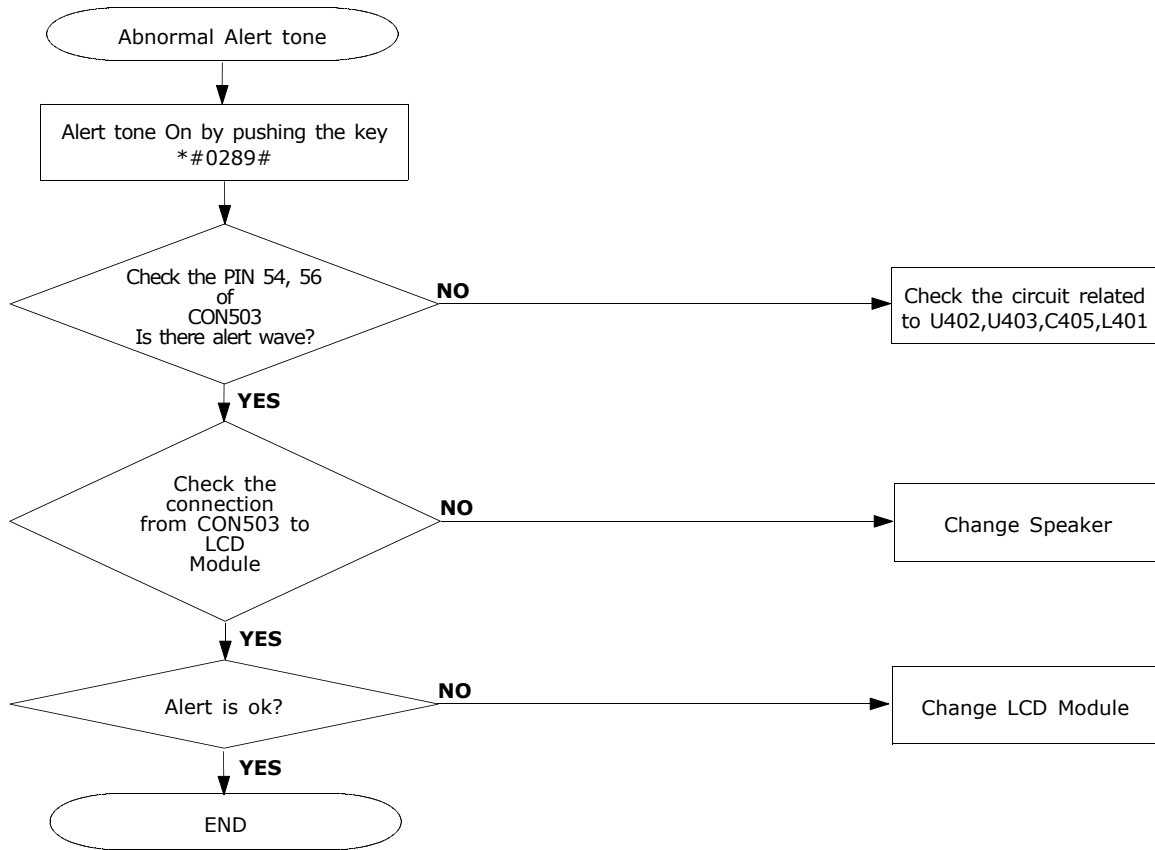 Abnormal Alert tone
Alert tone On by pushing the key
*#0289#
Check the PIN 54, 56
of
CON503
Is there alert wave?
NO
Check the circuit related
to U402,U403,C405,L401
YES
Check the
connection
from CON503 to
LCD
Module
NO
Change Speaker
YES
Alert is ok?
NO
Change LCD Module
YES
END